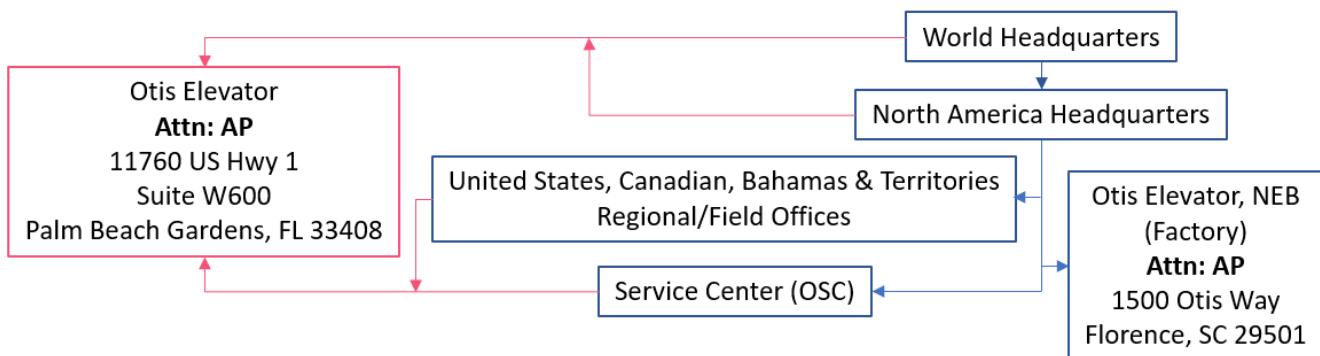 World Headquarters
North America Headquarters
Otis Elevator
Attn: AP
11760 US Hwy 1
Suite W600
Palm Beach Gardens, FL 33408
United States, Canadian, Bahamas & Territories
Regional/Field Offices
Service Center (OSC)
Otis Elevator, NEB
(Factory)
Attn: AP
1500 Otis Way
Florence, SC 29501